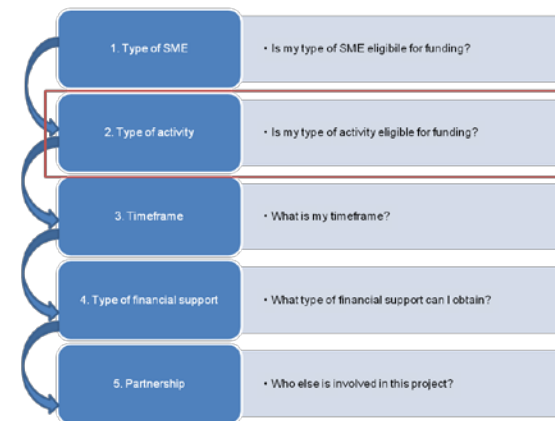 1. Type of SME
• Is my type of SME eligibile for funding?
2. Type of activity
• Is my type of activity eligible for funding?
3. Timeframe
• What is my timeframe?
4. Type of financial support
• What type of financial support can I obtain?
5. Partnership
• Who else is involved in this project?